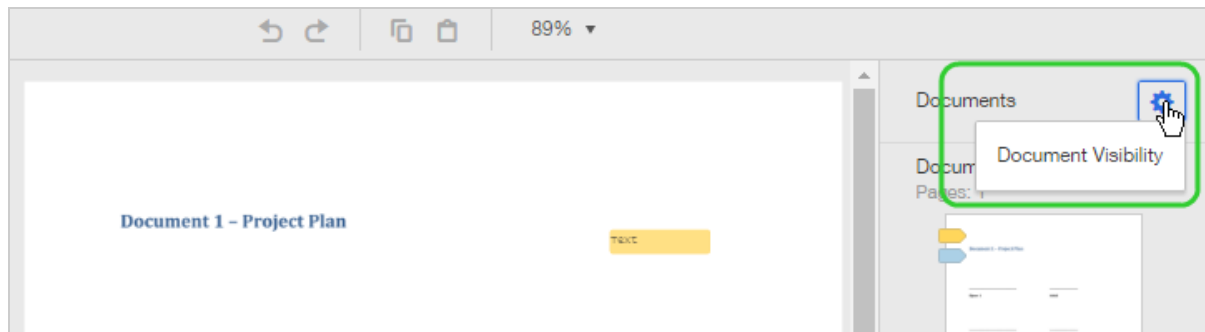 89%
Documents
Document Visibility
Docum
Pages: 1
Document 1 – Project Plan
Text